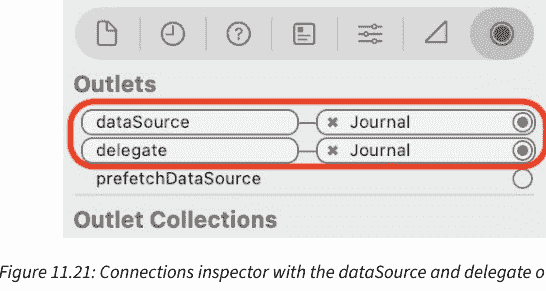 Outlets
dataSource Journal
delegate Journal
prefetchDataSource
Outlet Collections
Figure 11.21: Connections inspector with the dataSource and delegate o